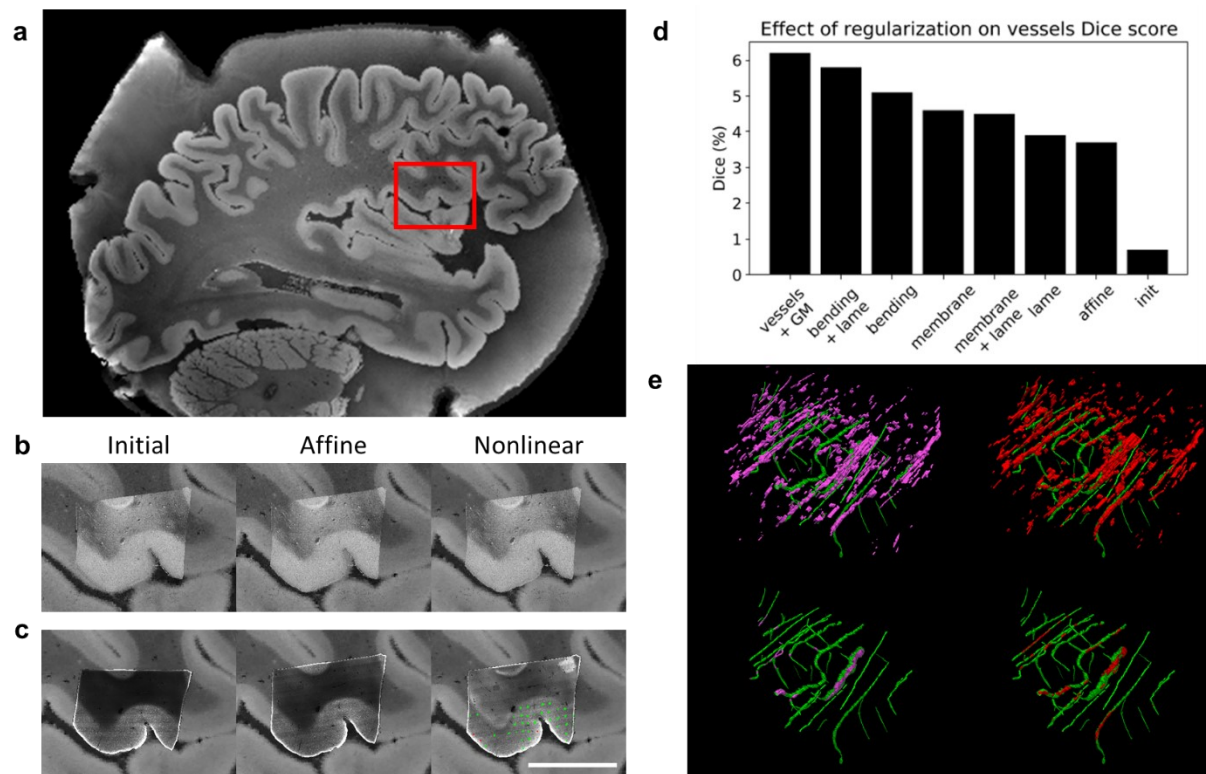 a
b
Initial
Affine
Nonlinear
c
d
Effect of regularization on vessels Dice score
Dice (%)
6
5
4
3
2
1
0
vessels
+ GM
bending
+ lame
bending
membrane
membrane
+ lame
lame
affine
init
e